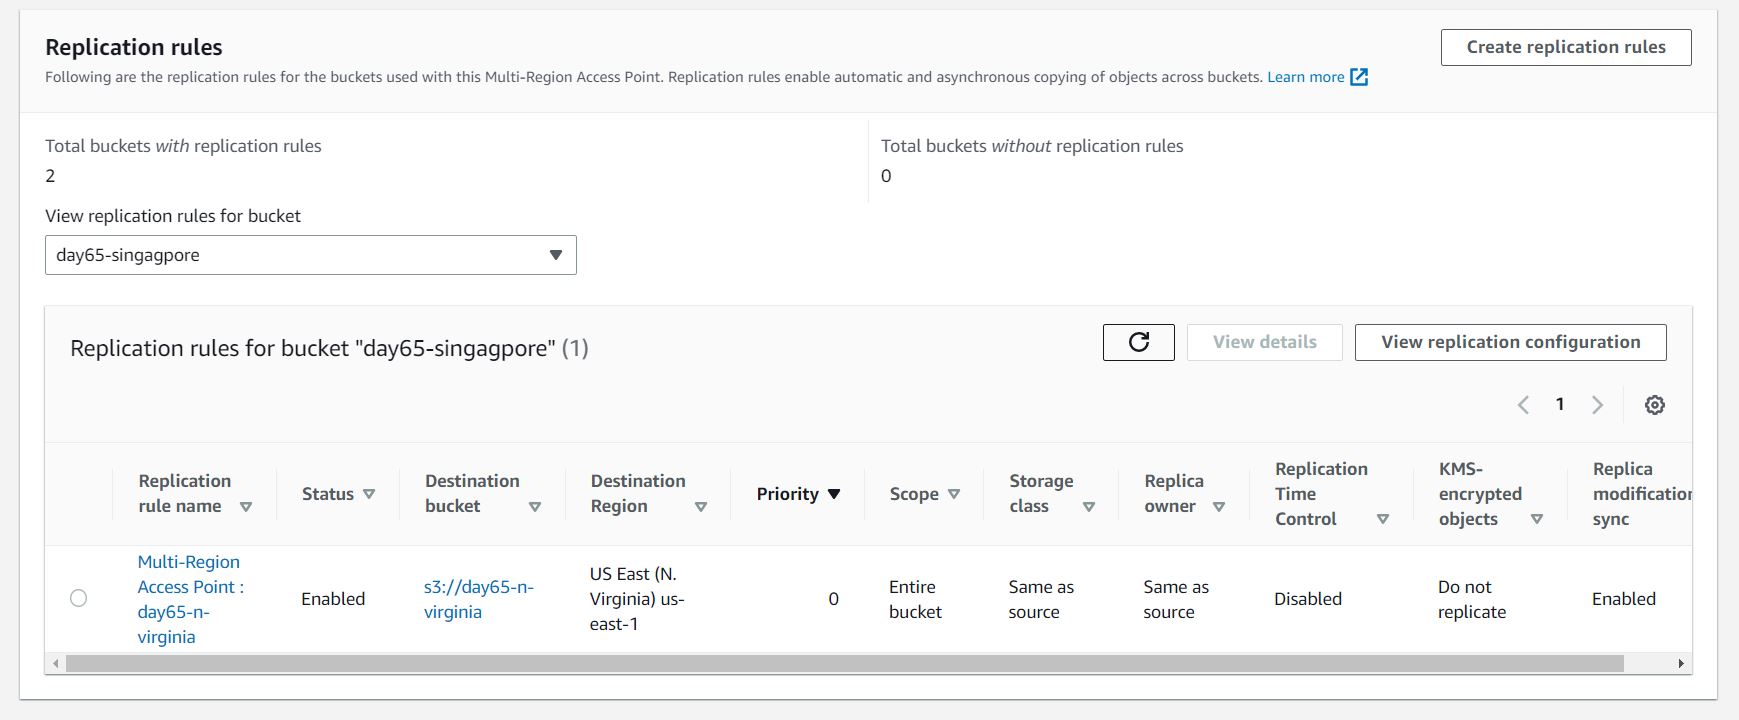 Replication rules
Create replication rules
Following are the replication rules for the buckets used with this Multi-Region Access Point. Replication rules enable automatic and asynchronous copying of objects across buckets. Learn more
Total buckets with replication rules
2
Total buckets without replication rules
0
View replication rules for bucket
day65-singagpore
Replication rules for bucket "day65-singagpore" (1)
View details
View replication configuration
1
Replication
rule name
Status
Destination
bucket
Destination
Region
Priority
Scope
Storage
class
Replica
owner
Replication
Time
Control
KMS-
encrypted
objects
Replica
modification
sync
Multi-Region
Access Point :
day65-n-
virginia
Enabled
s3://day65-n-
virginia
US East (N.
Virginia) us-
east-1
0
Entire
bucket
Same as
source
Same as
source
Disabled
Do not
replicate
Enabled